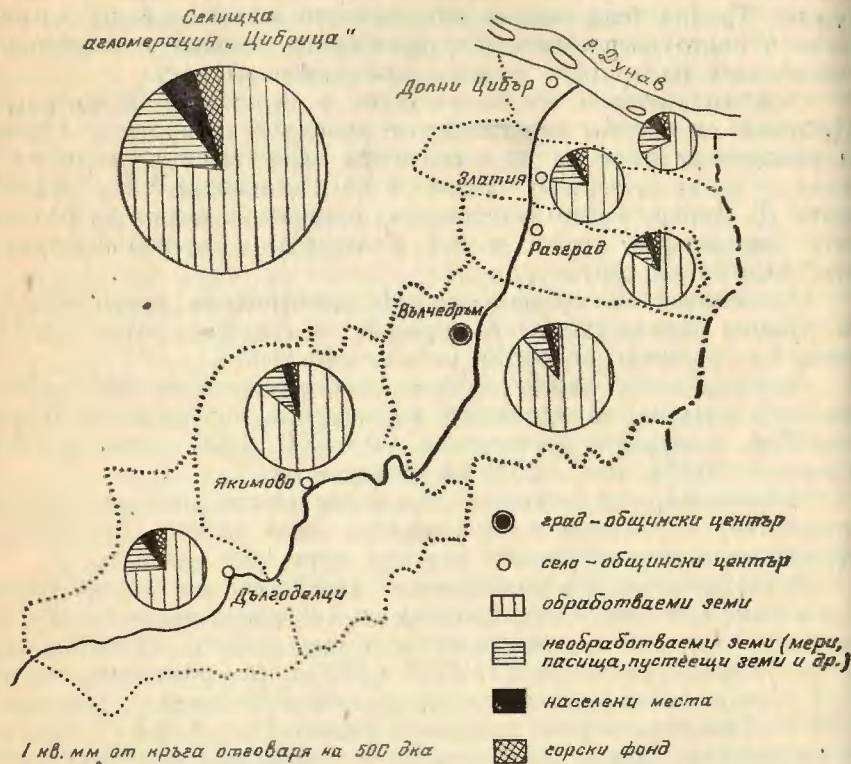 Селищна
агломерация „Цибрица"
р. Дунав
Долни Цибър
Златия
Разград
Вълчедръм
Якимово
Дългоделци
град – общински център
село – общински център
обработваеми земи
необработваеми земи (мери,
пасища, пустеещи земи и др.)
населени места
горски фонд
1 кв. мм от кръга отговаря на 500 дка